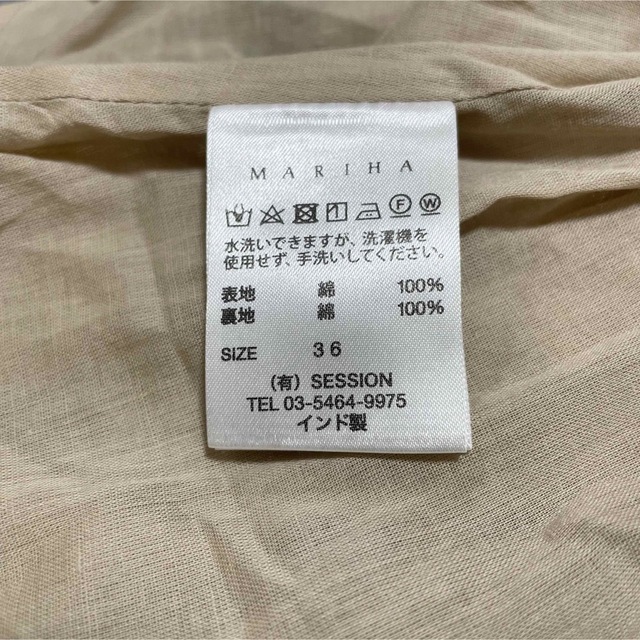 MARIHA
水洗いできますが、洗濯機を
使用せず、手洗いしてください。
表地 綿 100%
裏地 綿 100%
SIZE 36
（有）SESSION
TEL 03-5464-9975
インド製